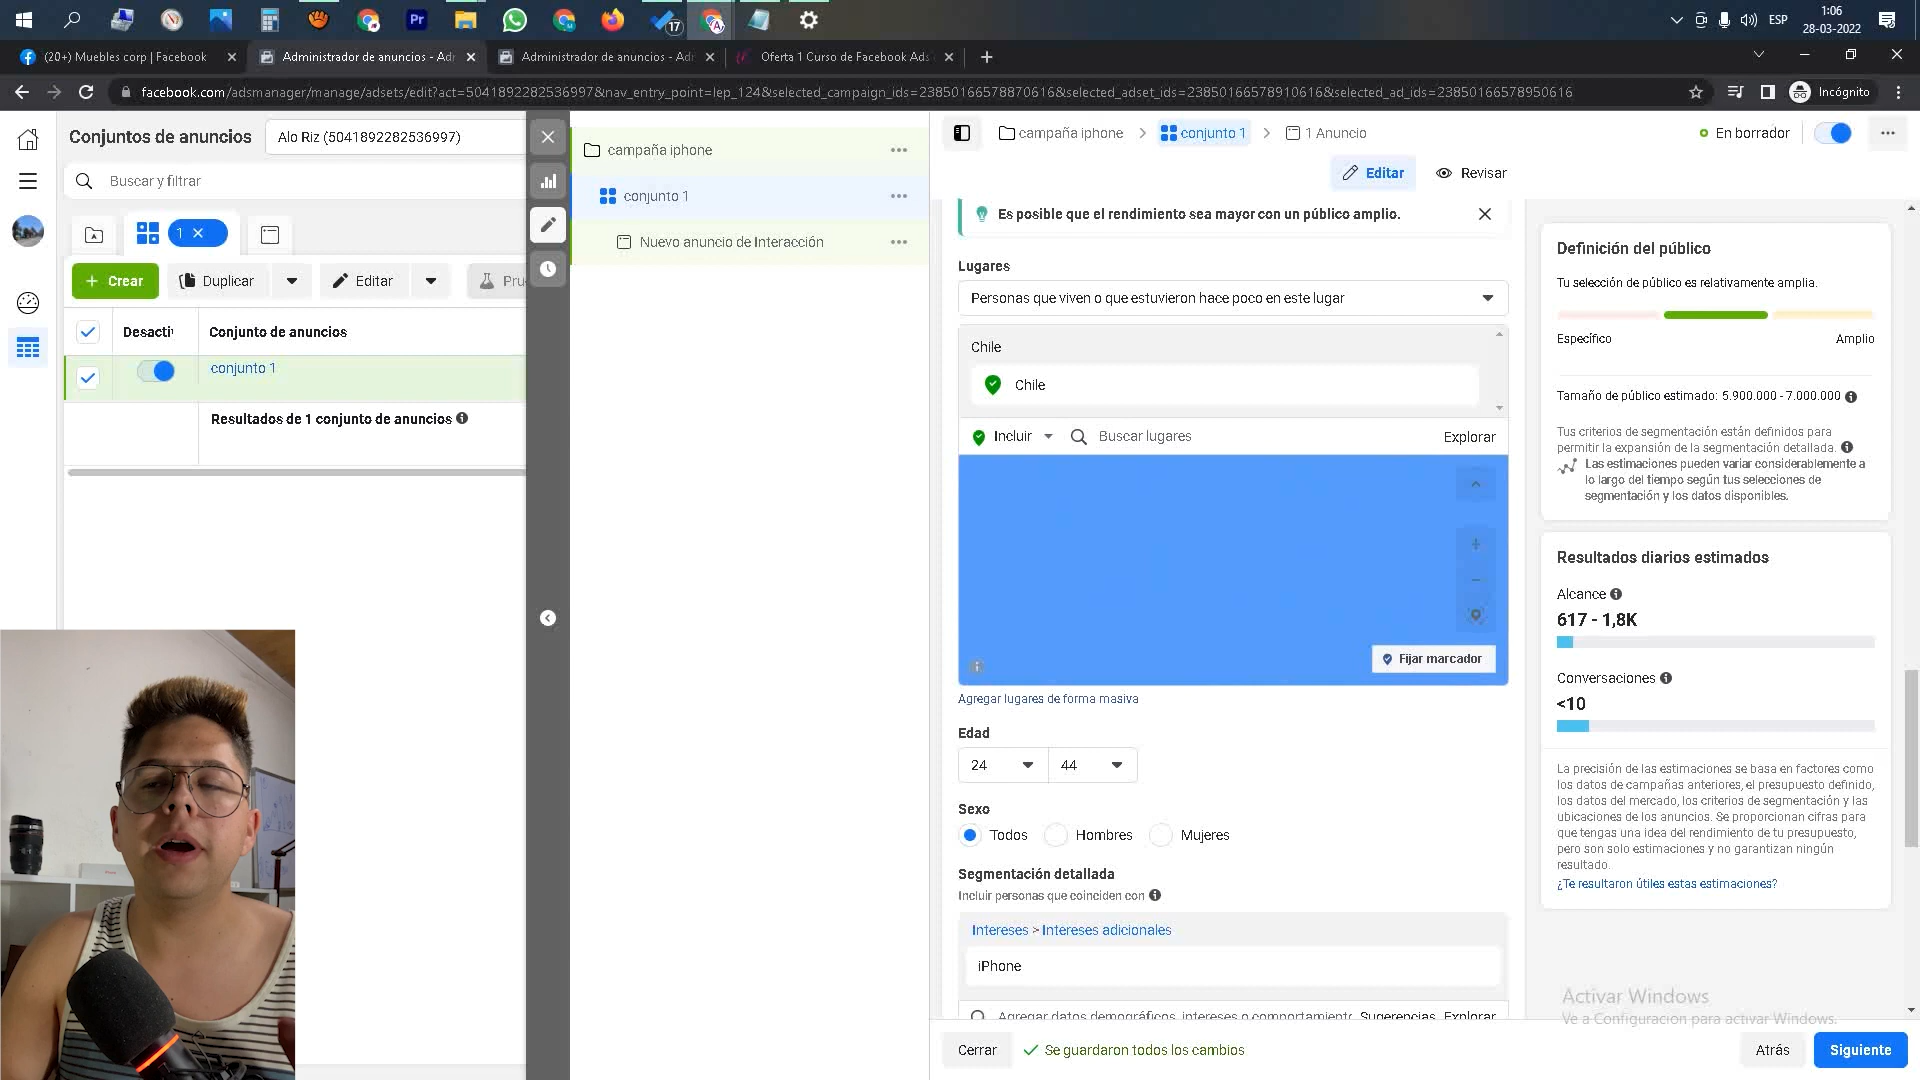 17
ESP
1:06
28-03-2022
(20+) Muebles corp | Facebook
Administrador de anuncios - Adr
Administrador de anuncios - Adr
Oferta 1 Curso de Facebook Ads
facebook.com/adsmanager/manage/adsets/edit?act=5041892282536997&nav_entry_point=lep_124&selected_campaign_ids=23850166578870616&selected_adset_ids=23850166578910616&selected_ad_ids=23850166578950616
Incógnito
Conjuntos de anuncios
Alo Riz (5041892282536997)
Buscar y filtrar
1
Crear
Duplicar
Editar
Pru
Desacti
Conjunto de anuncios
conjunto 1
Resultados de 1 conjunto de anuncios
campaña iphone
conjunto 1
Nuevo anuncio de Interacción
campaña iphone
conjunto 1
1 Anuncio
En borrador
Editar
Revisar
Es posible que el rendimiento sea mayor con un público amplio.
Lugares
Personas que viven o que estuvieron hace poco en este lugar
Chile
Chile
Incluir
Buscar lugares
Explorar
Fijar marcador
Agregar lugares de forma masiva
Edad
24
44
Sexo
Todos
Hombres
Mujeres
Segmentación detallada
Incluir personas que coinciden con
Intereses > Intereses adicionales
iPhone
Agregar datos demográficos, intereses o comportamient
Sugerencias
Explorar
Cerrar
Se guardaron todos los cambios
Atrás
Siguiente
Definición del público
Tu selección de público es relativamente amplia.
Específico
Amplio
Tamaño de público estimado: 5.900.000 - 7.000.000
Tus criterios de segmentación están definidos para
permitir la expansión de la segmentación detallada.
Las estimaciones pueden variar considerablemente a
lo largo del tiempo según tus selecciones de
segmentación y los datos disponibles.
Resultados diarios estimados
Alcance
617 - 1,8K
Conversaciones
<10
La precisión de las estimaciones se basa en factores como
los datos de campañas anteriores, el presupuesto definido,
los datos del mercado, los criterios de segmentación y las
ubicaciones de los anuncios. Se proporcionan cifras para
que tengas una idea del rendimiento de tu presupuesto,
pero son solo estimaciones y no garantizan ningún
resultado.
¿Te resultaron útiles estas estimaciones?
Activar Windows
Ve a Configuración para activar Windows.